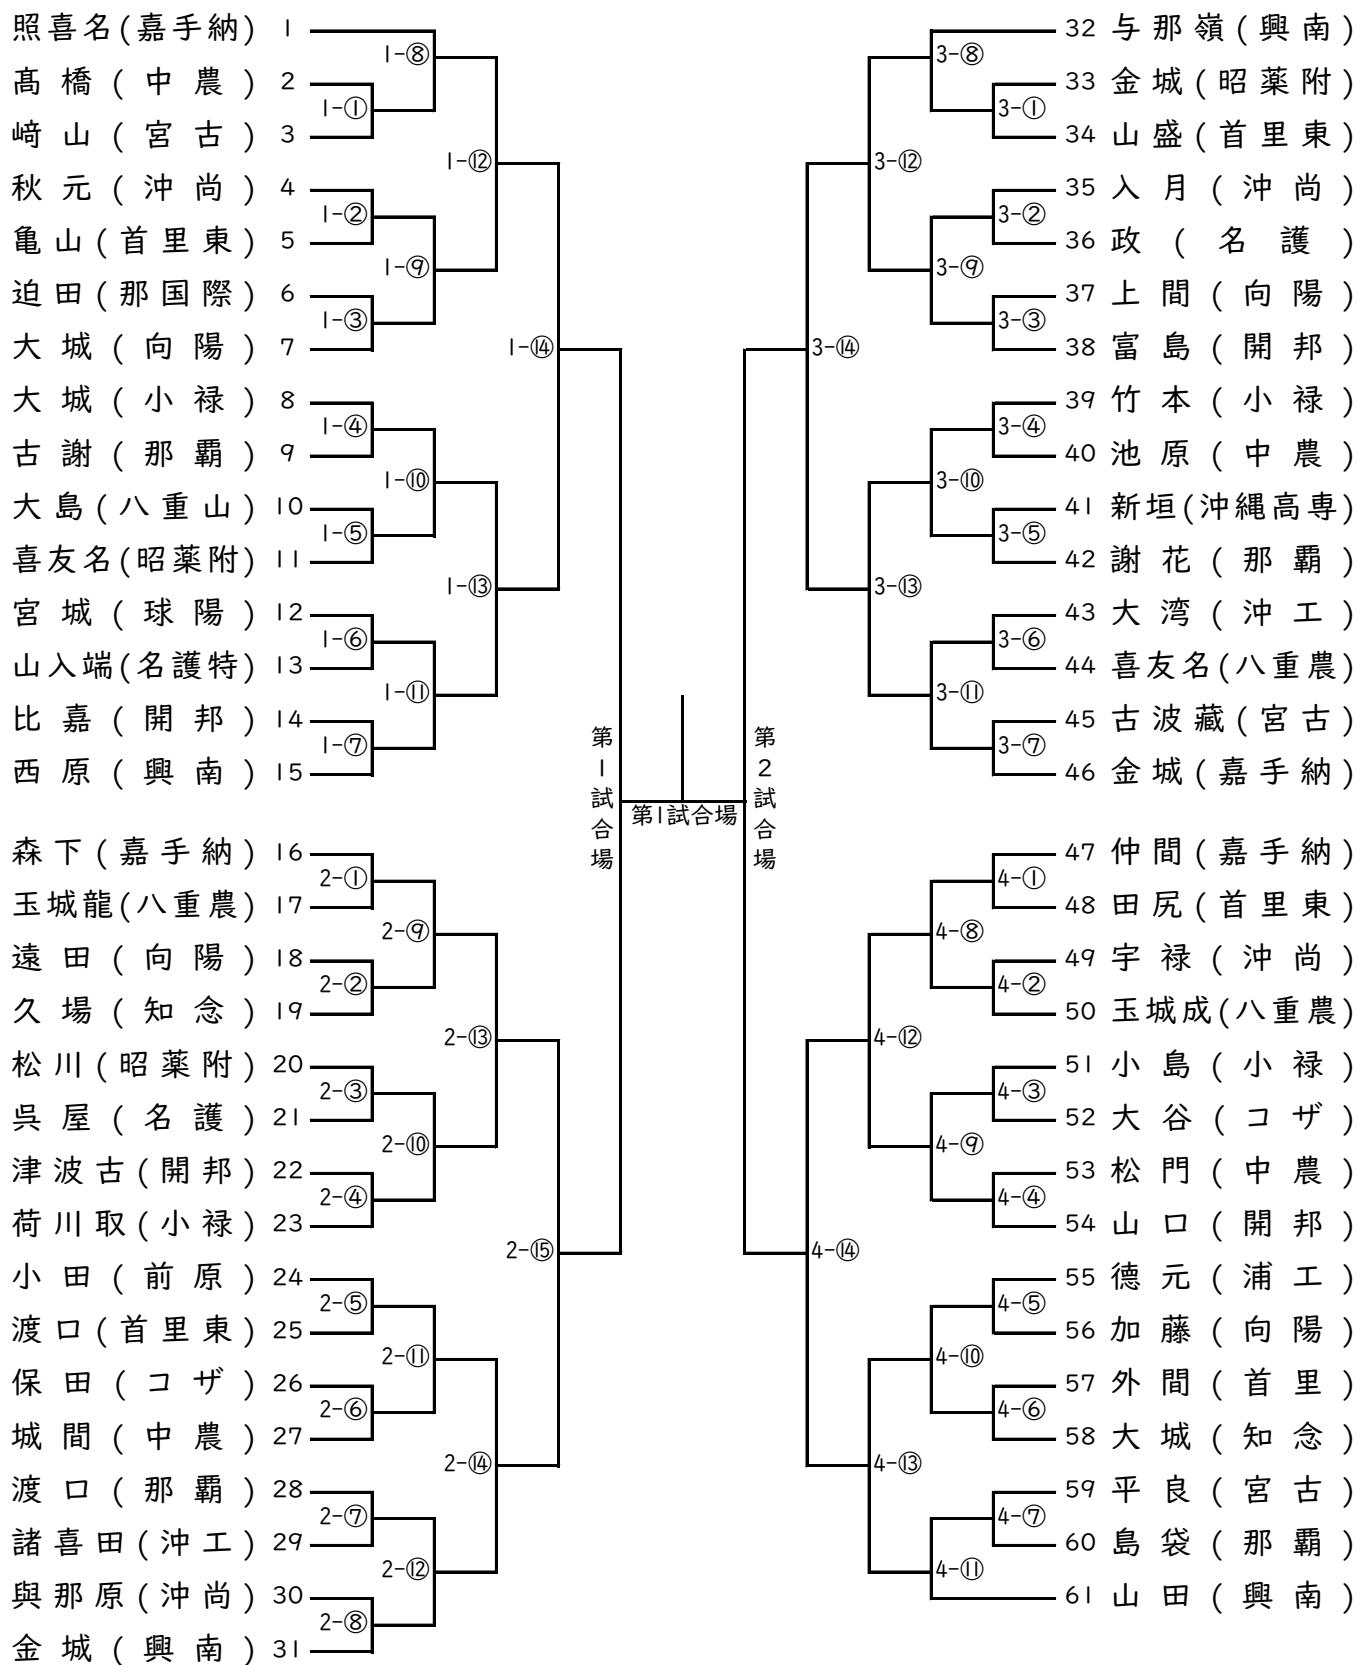 照喜名(嘉手納) 1
髙橋(中農) 2
﨑山(宮古) 3
秋元(沖尚) 4
亀山(首里東) 5
迫田(那国際) 6
大城(向陽) 7
大城(小禄) 8
古謝(那覇) 9
大島(八重山) 10
喜友名(昭薬附) 11
宮城(球陽) 12
山入端(名護特) 13
比嘉(開邦) 14
西原(興南) 15
森下(嘉手納) 16
玉城龍(八重農) 17
遠田(向陽) 18
久場(知念) 19
松川(昭薬附) 20
呉屋(名護) 21
津波古(開邦) 22
荷川取(小禄) 23
小田(前原) 24
渡口(首里東) 25
保田(コザ) 26
城間(中農) 27
渡口(那覇) 28
諸喜田(沖工) 29
與那原(沖尚) 30
金城(興南) 31
1-⑧
1-①
1-⑫
1-②
1-⑨
1-③
1-⑭
1-④
1-⑩
1-⑤
1-⑬
1-⑥
1-⑪
1-⑦
2-①
2-⑨
2-②
2-⑬
2-③
2-⑩
2-④
2-⑮
2-⑤
2-⑪
2-⑥
2-⑭
2-⑦
2-⑫
2-⑧
第1試合場
第1試合場
第2試合場
3-⑧
3-①
3-⑫
3-②
3-⑨
3-③
3-⑭
3-④
3-⑩
3-⑤
3-⑬
3-⑥
3-⑪
3-⑦
4-①
4-⑧
4-②
4-⑫
4-③
4-⑨
4-④
4-⑭
4-⑤
4-⑩
4-⑥
4-⑬
4-⑦
4-⑪
32 与那嶺(興南)
33 金城(昭薬附)
34 山盛(首里東)
35 入月(沖尚)
36 政(名護)
37 上間(向陽)
38 富島(開邦)
39 竹本(小禄)
40 池原(中農)
41 新垣(沖縄高専)
42 謝花(那覇)
43 大湾(沖工)
44 喜友名(八重農)
45 古波藏(宮古)
46 金城(嘉手納)
47 仲間(嘉手納)
48 田尻(首里東)
49 宇禄(沖尚)
50 玉城成(八重農)
51 小島(小禄)
52 大谷(コザ)
53 松門(中農)
54 山口(開邦)
55 德元(浦工)
56 加藤(向陽)
57 外間(首里)
58 大城(知念)
59 平良(宮古)
60 島袋(那覇)
61 山田(興南)